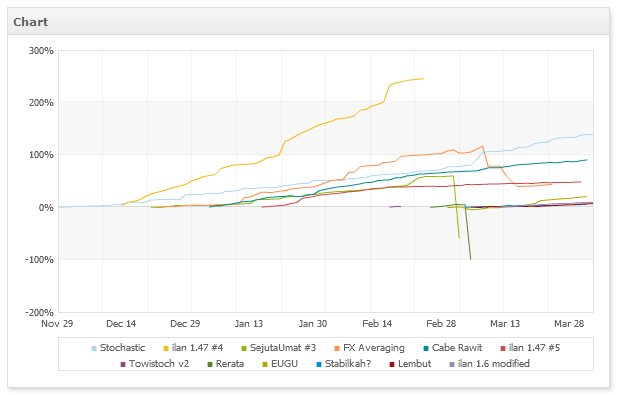 Chart
300%
200%
100%
0%
-100%
-200%
Nov 29 Dec 14 Dec 29 Jan 13 Jan 30 Feb 14 Feb 28 Mar 13 Mar 28
Stochastic ilan 1.47 #4 SejutaUmat #3 FX Averaging Cabe Rawit ilan 1.47 #5
Towistoch v2 Rerata EUGU Stabilkah? Lembut ilan 1.6 modified